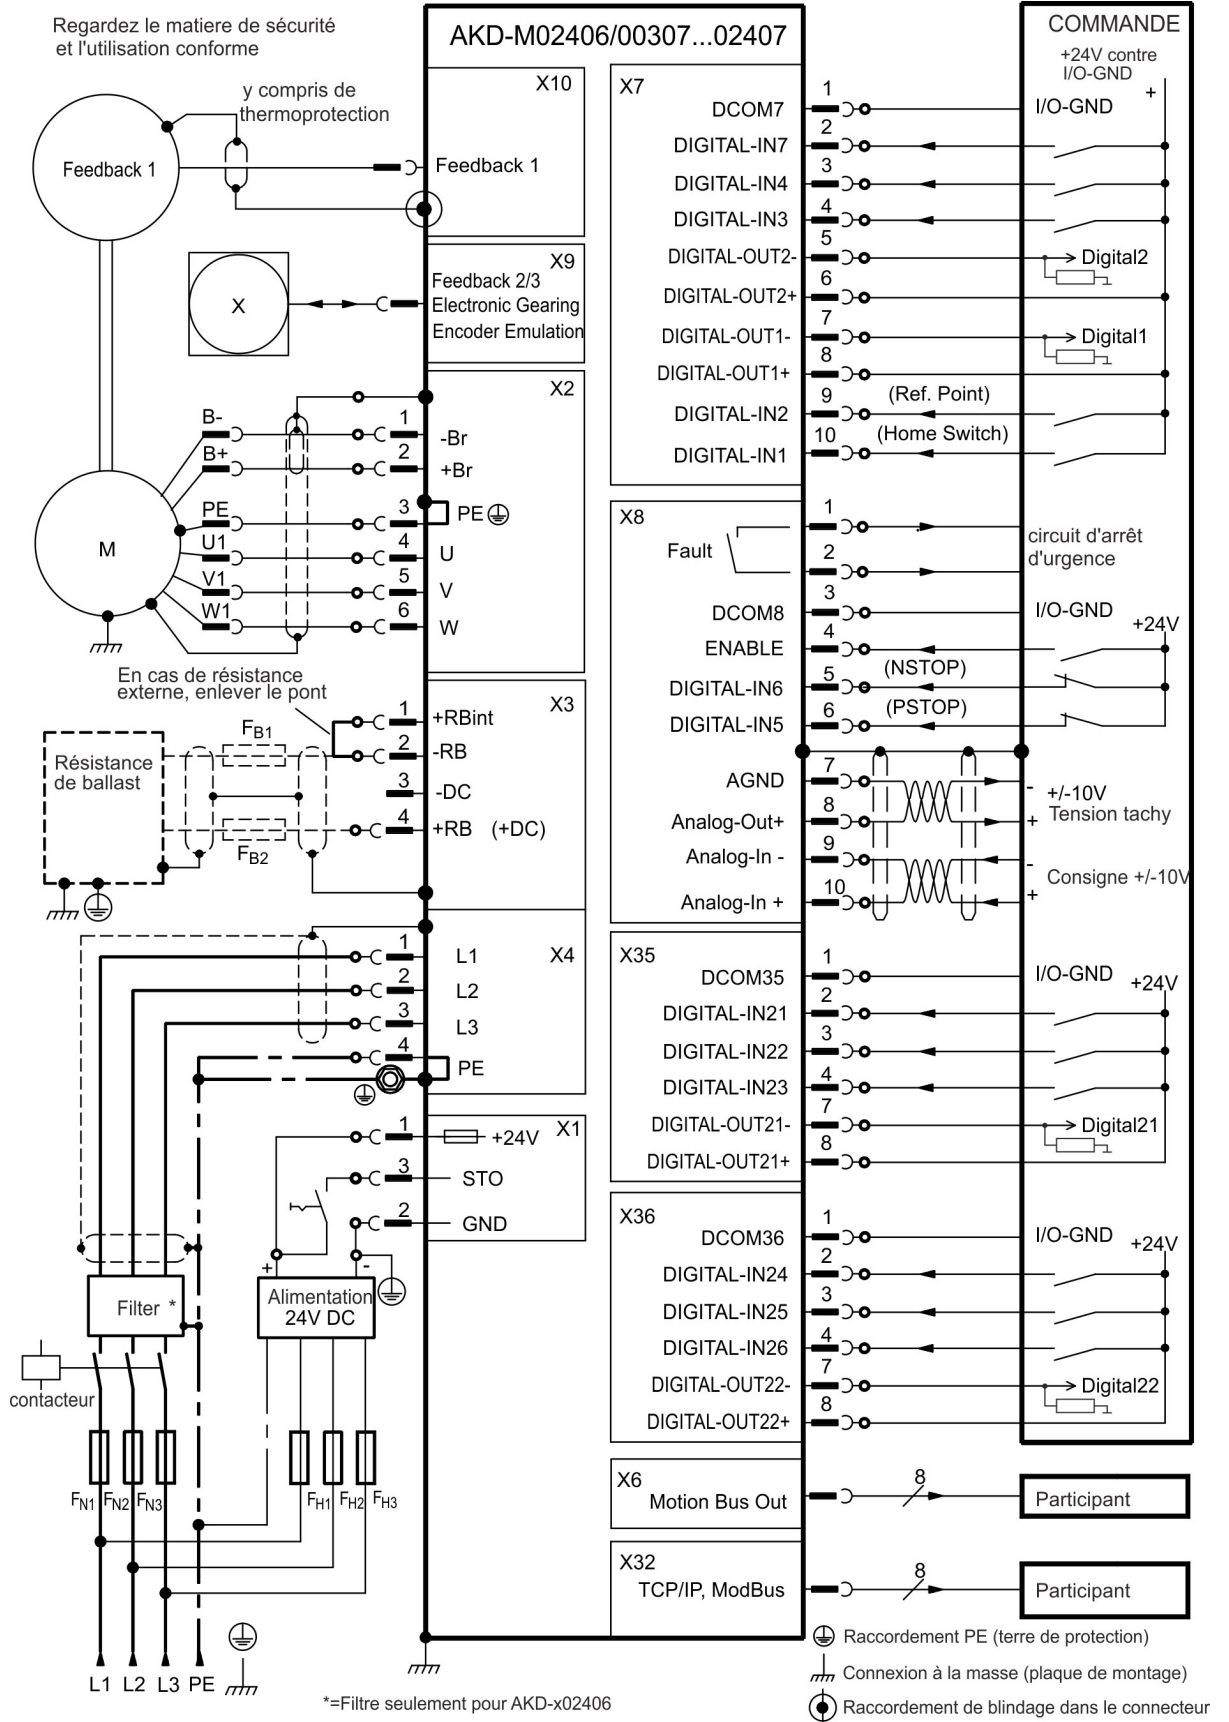 Regardez le matiere de sécurité
et l'utilisation conforme
AKD-M02406/00307...02407
COMMANDE
+24V contre
I/O-GND
+
y compris de
thermoprotection
Feedback 1
X10
Feedback 1
X
X9
Feedback 2/3
Electronic Gearing
Encoder Emulation
X2
B- 1 -Br
B+ 2 +Br
PE 3 PE
U1 4 U
V1 5 V
W1 6 W
M
En cas de résistance
externe, enlever le pont
X3
1 +RBint
2 -RB
3 -DC
4 +RB (+DC)
FB1
FB2
Résistance
de ballast
X4
1 L1
2 L2
3 L3
4 PE
X1
1 +24V
3 STO
2 GND
+ -
Alimentation
24V DC
Filter *
contacteur
FN1 FN2 FN3 FH1 FH2 FH3
L1 L2 L3 PE
*=Filtre seulement pour AKD-x02406
X7
DCOM7 1 I/O-GND
DIGITAL-IN7 2
DIGITAL-IN4 3
DIGITAL-IN3 4
DIGITAL-OUT2- 5 Digital2
DIGITAL-OUT2+ 6
DIGITAL-OUT1- 7 Digital1
DIGITAL-OUT1+ 8
DIGITAL-IN2 9 (Ref. Point)
DIGITAL-IN1 10 (Home Switch)
X8
Fault 1
2
circuit d'arrêt
d'urgence
DCOM8 3 I/O-GND
+24V
ENABLE 4
DIGITAL-IN6 5 (NSTOP)
DIGITAL-IN5 6 (PSTOP)
AGND 7 -
Analog-Out+ 8 +
+/-10V
Tension tachy
Analog-In - 9 -
Analog-In + 10 +
Consigne +/-10V
X35
DCOM35 1 I/O-GND
+24V
DIGITAL-IN21 2
DIGITAL-IN22 3
DIGITAL-IN23 4
DIGITAL-OUT21- 7 Digital21
DIGITAL-OUT21+ 8
X36
DCOM36 1 I/O-GND
+24V
DIGITAL-IN24 2
DIGITAL-IN25 3
DIGITAL-IN26 4
DIGITAL-OUT22- 7 Digital22
DIGITAL-OUT22+ 8
X6
Motion Bus Out 8 Participant
X32
TCP/IP, ModBus 8 Participant
Raccordement PE (terre de protection)
Connexion à la masse (plaque de montage)
Raccordement de blindage dans le connecteur